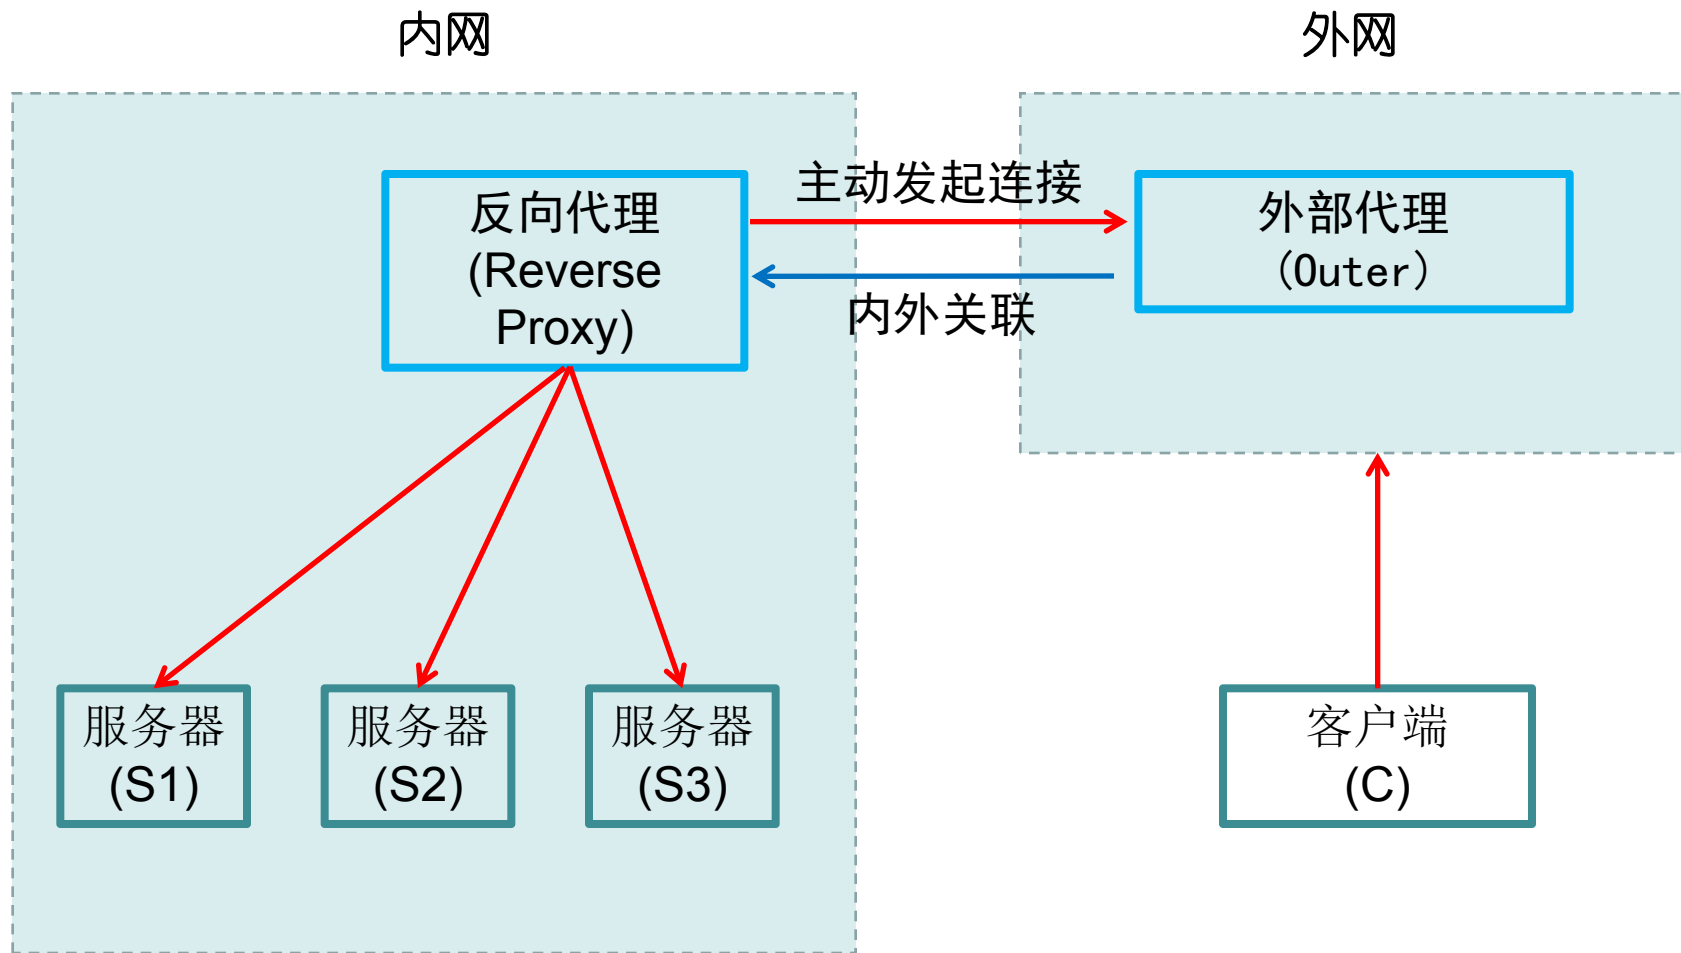 内网
外网
主动发起连接
反向代理
(Reverse
Proxy)
外部代理
（Outer）
内外关联
服务器
(S1)
服务器
(S2)
服务器
(S3)
客户端
(C)